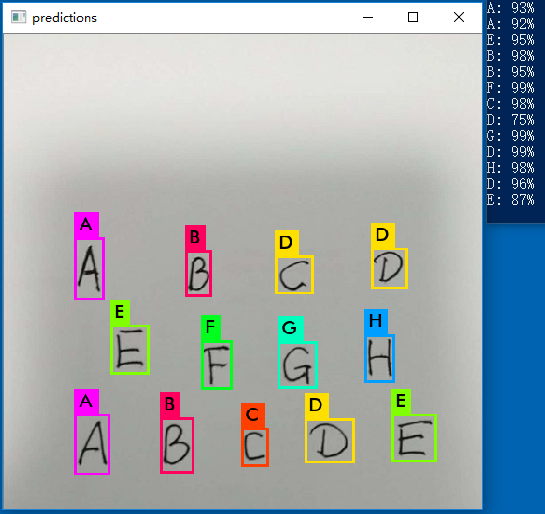 predictions
A: 93%
A: 92%
E: 95%
B: 98%
B: 95%
F: 99%
C: 98%
D: 75%
G: 99%
D: 99%
H: 98%
D: 96%
E: 87%
A B D D
A B C D
E F G H
E F G H
A B C D E
A B C D E